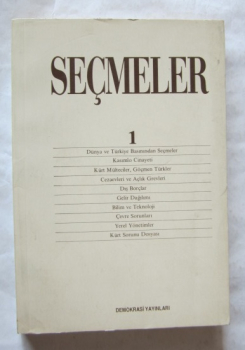 SEÇMELER
1
Dünya ve Türkiye Basınından Seçmeler
Kasımlo Cinayeti
Kürt Mülteciler, Göçmen Türkler
Cezaevleri ve Açlık Grevleri
Dış Borçlar
Gelir Dağılımı
Bilim ve Teknoloji
Çevre Sorunları
Yerel Yönetimler
Kürt Sorunu Dosyası
DEMOKRASİ YAYINLARI